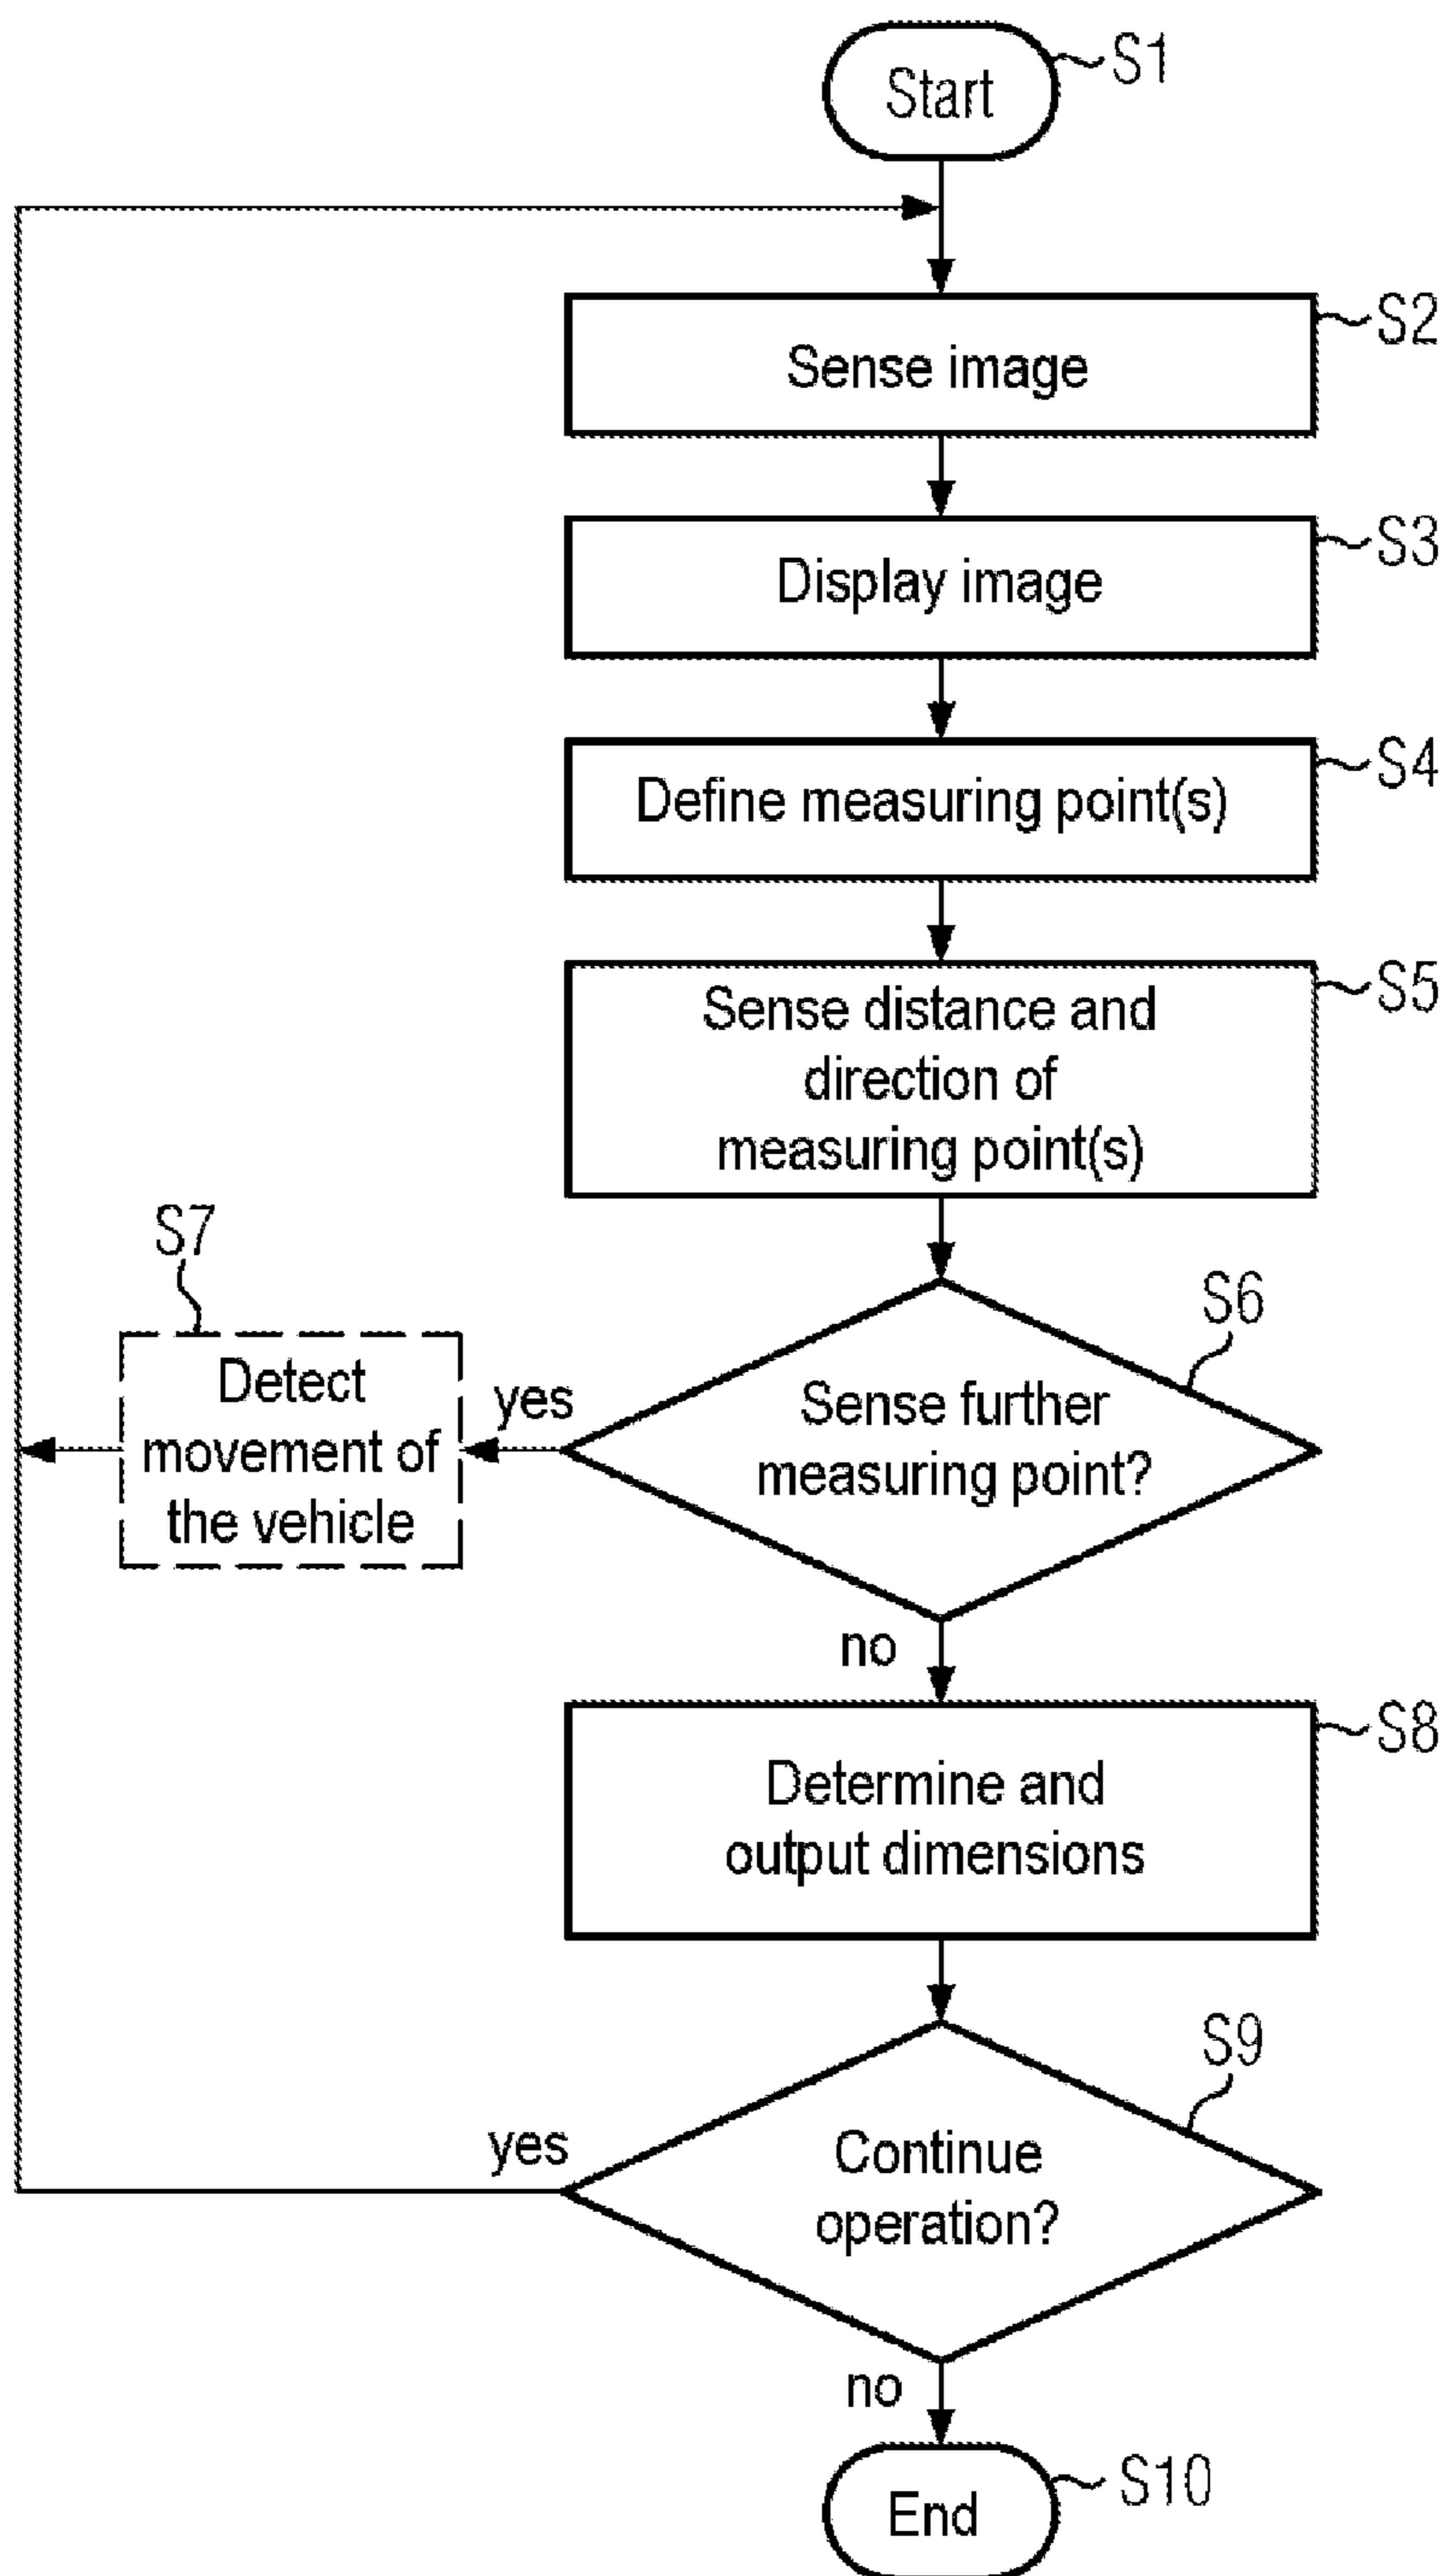 Start
S1
S2
Sense image
S3
Display image
S4
Define measuring point(s)
S5
Sense distance and
direction of
measuring point(s)
S7
S6
Detect
movement of
the vehicle
yes
Sense further
measuring point?
no
S8
Determine and
output dimensions
S9
yes
Continue
operation?
no
S10
End